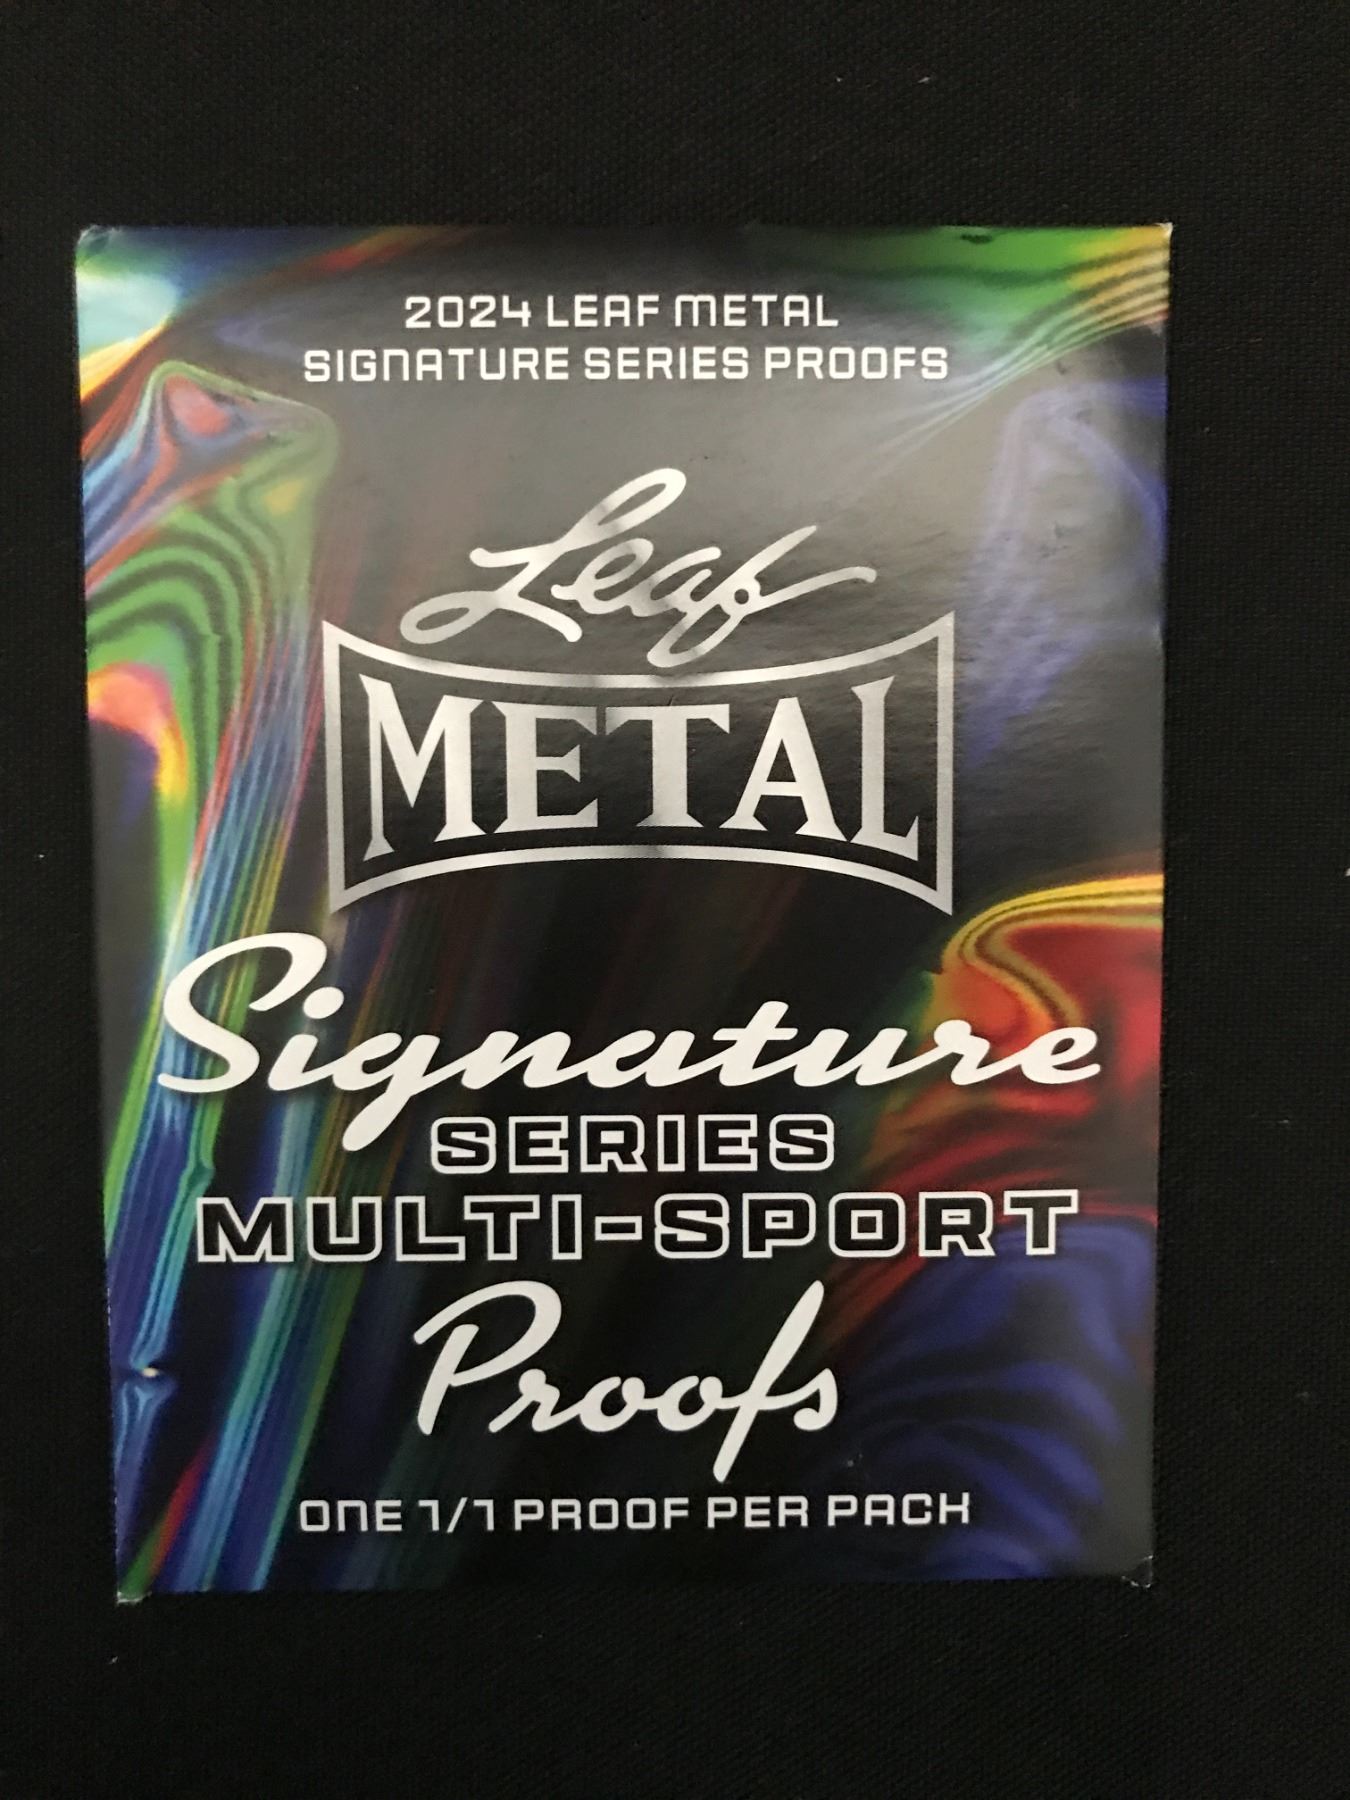 2024 LEAF METAL
SIGNATURE SERIES PROOFS
Leaf
METAL
Signature
SERIES
MULTI-SPORT
Proofs
ONE 1/1 PROOF PER PACK